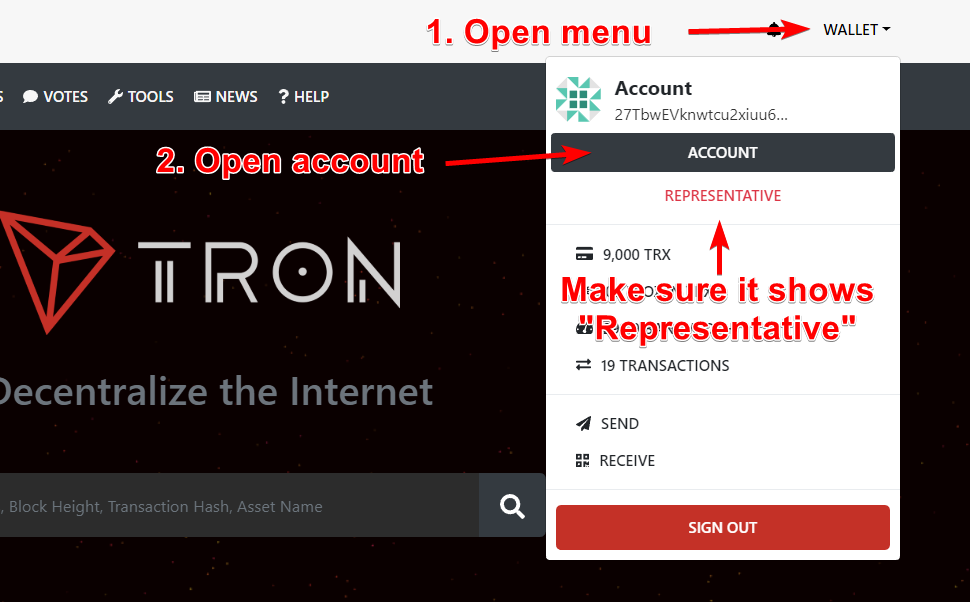 1. Open menu
WALLET
S
VOTES
TOOLS
NEWS
HELP
Account
27TbwEVknwtcu2xiuu6...
2. Open account
ACCOUNT
REPRESENTATIVE
TRON
9,000 TRX
Make sure it shows
"Representative"
19 TRANSACTIONS
Decentralize the Internet
SEND
RECEIVE
, Block Height, Transaction Hash, Asset Name
SIGN OUT